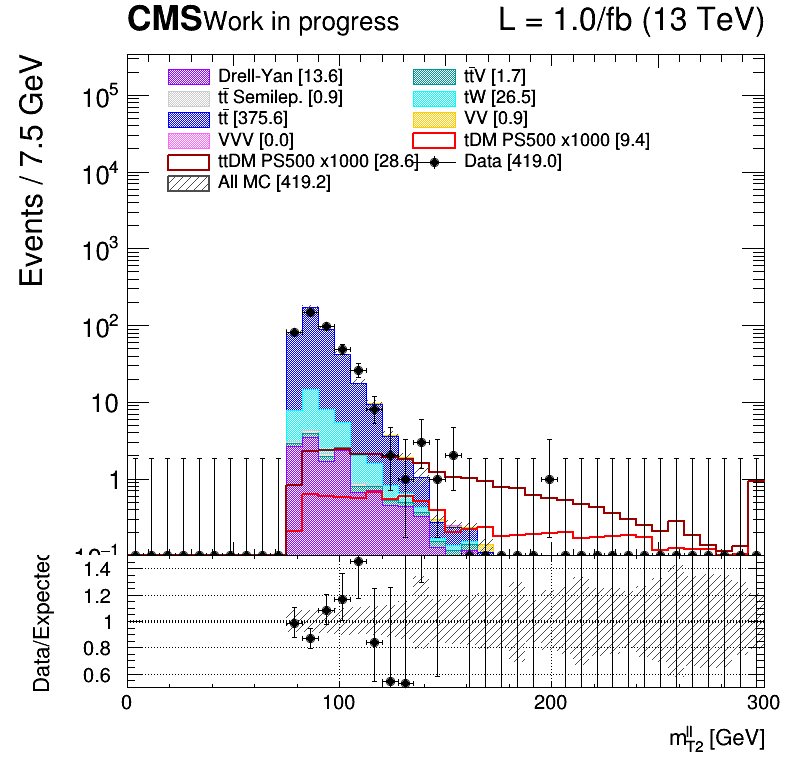 CMS Work in progress L = 1.0/fb (13 TeV)
Events / 7.5 GeV
Drell-Yan [13.6] tt̄V [1.7]
tt̄ Semilep. [0.9] tW [26.5]
tt̄ [375.6] VV [0.9]
VVV [0.0] tDM PS500 x1000 [9.4]
ttDM PS500 x1000 [28.6] Data [419.0]
All MC [419.2]
10⁵
10⁴
10³
10²
10
1
10⁻¹
Data/Expected
1.4
1.2
1
0.8
0.6
0 100 200 300
m_{T2}^{ll} [GeV]